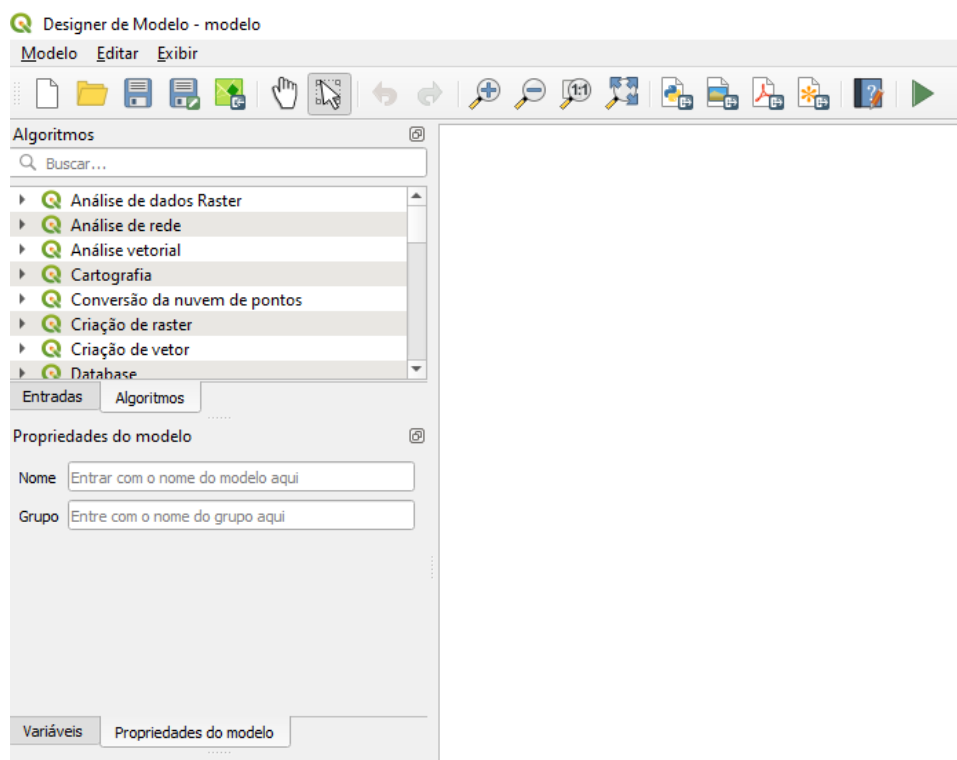 Designer de Modelo - modelo
Modelo Editar Exibir
1:1
Algoritmos
Buscar...
Análise de dados Raster
Análise de rede
Análise vetorial
Cartografia
Conversão da nuvem de pontos
Criação de raster
Criação de vetor
Database
Entradas Algoritmos
Propriedades do modelo
Nome Entrar com o nome do modelo aqui
Grupo Entre com o nome do grupo aqui
Variáveis Propriedades do modelo